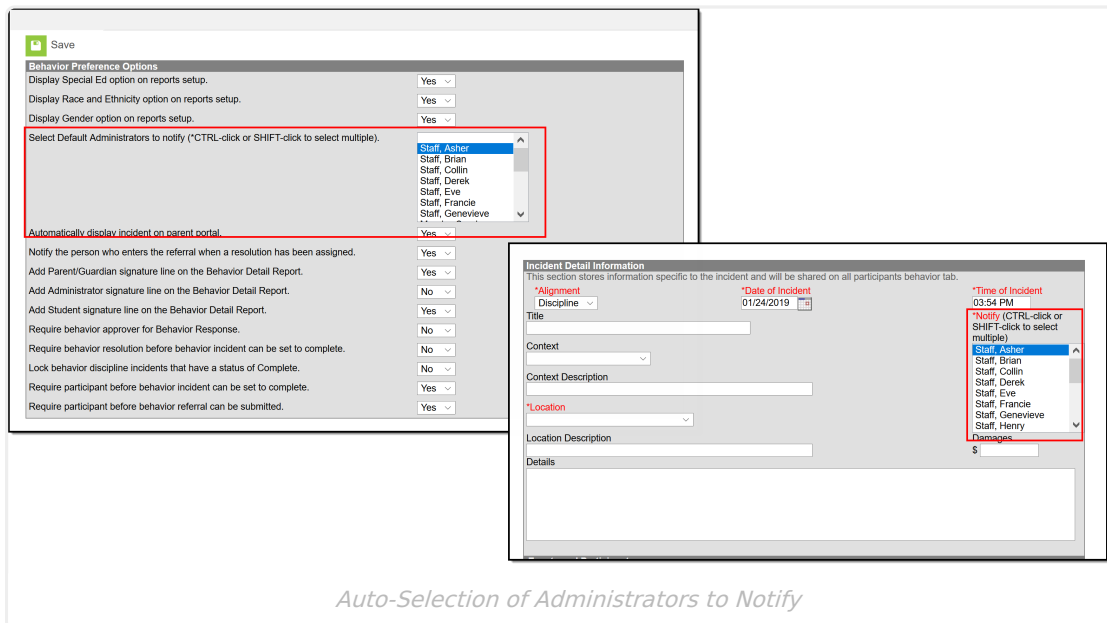 Save
Behavior Preference Options
Display Special Ed option on reports setup. Yes
Display Race and Ethnicity option on reports setup. Yes
Display Gender option on reports setup. Yes
Select Default Administrators to notify (*CTRL-click or SHIFT-click to select multiple).
Staff, Asher
Staff, Brian
Staff, Collin
Staff, Derek
Staff, Eve
Staff, Francie
Staff, Genevieve
Automatically display incident on parent portal. Yes
Notify the person who enters the referral when a resolution has been assigned. Yes
Add Parent/Guardian signature line on the Behavior Detail Report. Yes
Add Administrator signature line on the Behavior Detail Report. No
Add Student signature line on the Behavior Detail Report. Yes
Require behavior approver for Behavior Response. No
Require behavior resolution before behavior incident can be set to complete. No
Lock behavior discipline incidents that have a status of Complete. No
Require participant before behavior incident can be set to complete. Yes
Require participant before behavior referral can be submitted. Yes
Incident Detail Information
This section stores information specific to the incident and will be shared on all participants behavior tab.
*Alignment *Date of Incident *Time of Incident
Discipline 01/24/2019 03:54 PM
Title
*Notify (CTRL-click or
SHIFT-click to select
multiple)
Staff, Asher
Staff, Brian
Staff, Collin
Staff, Derek
Staff, Eve
Staff, Francie
Staff, Genevieve
Staff, Henry
Context
Context Description
*Location
Location Description
Damages
$
Details
Auto-Selection of Administrators to Notify